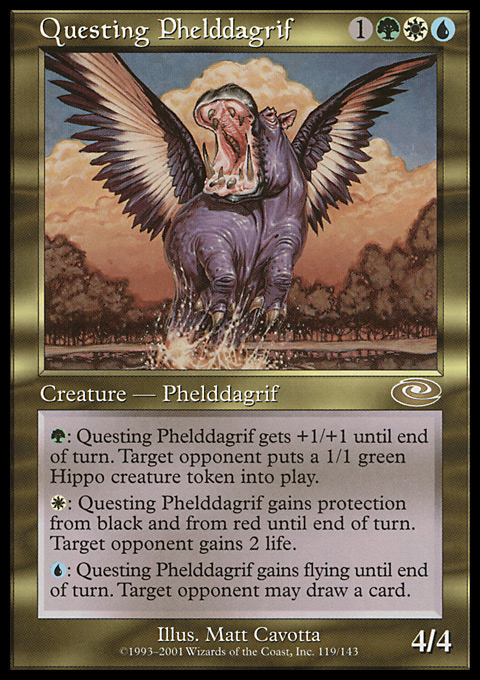 Questing Phelddagrif 1
Creature — Phelddagrif
: Questing Phelddagrif gets +1/+1 until end
of turn. Target opponent puts a 1/1 green
Hippo creature token into play.
: Questing Phelddagrif gains protection
from black and from red until end of turn.
Target opponent gains 2 life.
: Questing Phelddagrif gains flying until end
of turn. Target opponent may draw a card.
Illus. Matt Cavotta
4/4
©1993–2001 Wizards of the Coast, Inc. 119/143